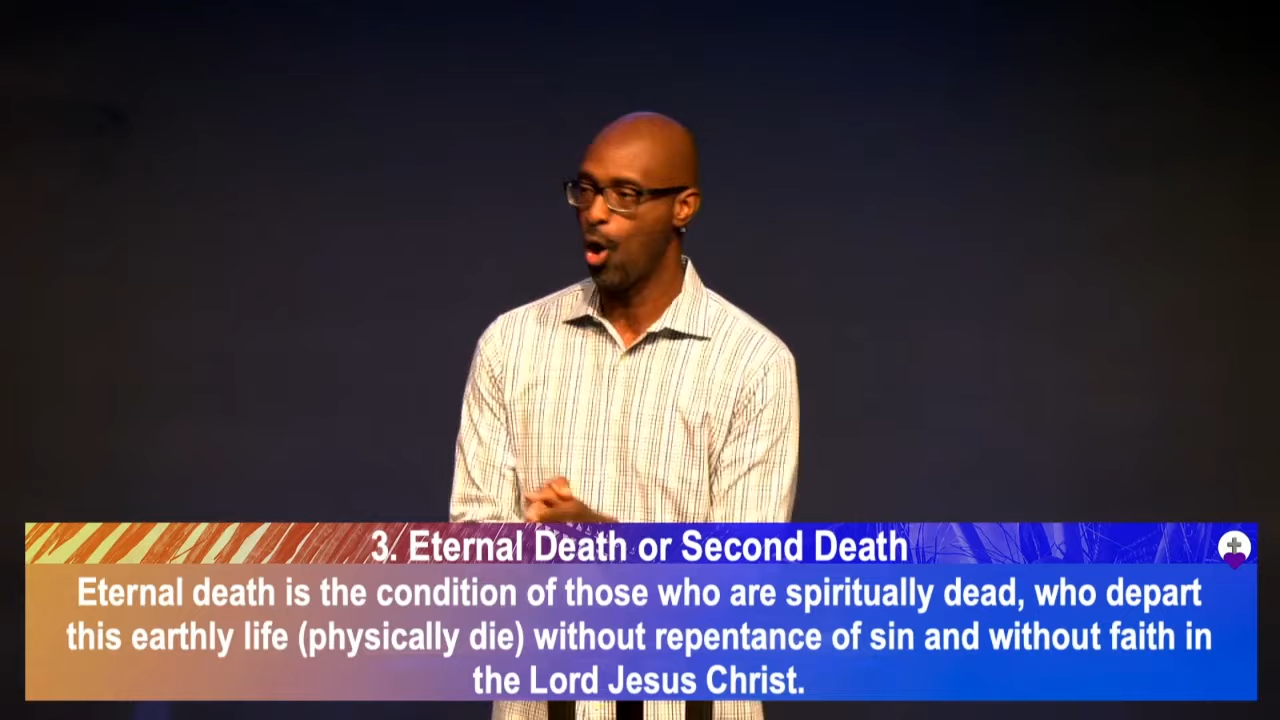 3. Eternal Death or Second Death
Eternal death is the condition of those who are spiritually dead, who depart
this earthly life (physically die) without repentance of sin and without faith in
the Lord Jesus Christ.